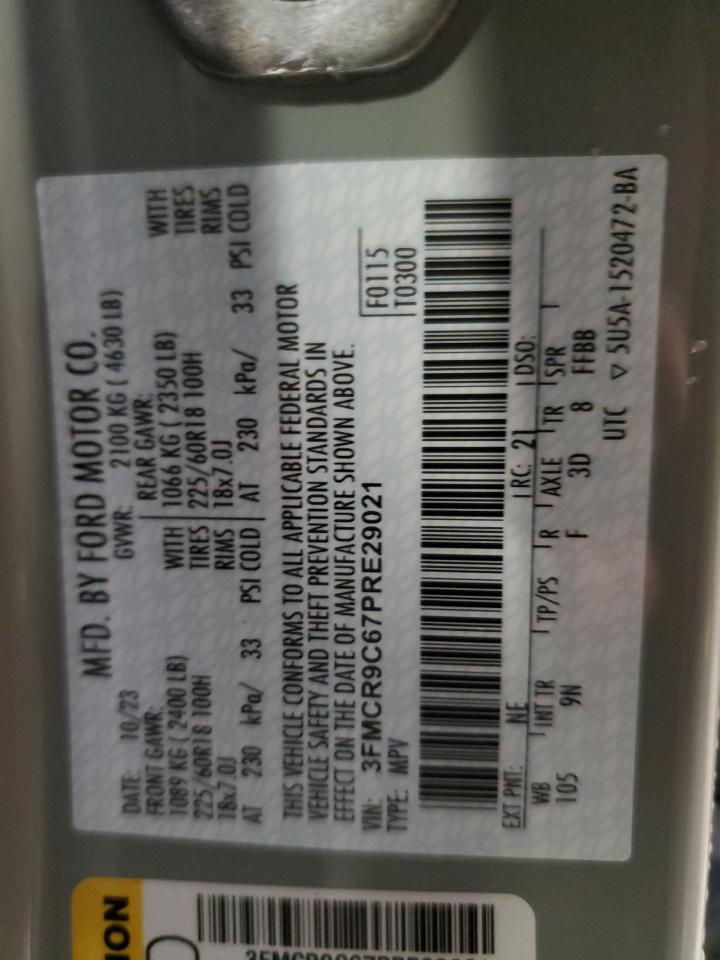 MFD. BY FORD MOTOR CO.
DATE: 10/23 GVWR: 2100 KG ( 4630 LB)
FRONT GAWR: REAR GAWR:
1089 KG ( 2400 LB) WITH 1066 KG ( 2350 LB) WITH
225/60R18 100H TIRES 225/60R18 100H TIRES
18x7.0J RIMS 18x7.0J RIMS
AT 230 kPa/ 33 PSI COLD AT 230 kPa/ 33 PSI COLD
THIS VEHICLE CONFORMS TO ALL APPLICABLE FEDERAL MOTOR
VEHICLE SAFETY AND THEFT PREVENTION STANDARDS IN
EFFECT ON THE DATE OF MANUFACTURE SHOWN ABOVE.
VIN: 3FMCR9C67PRE29021 F0115
TYPE: MPV T0300
EXT PNT: NE RC: 21 DSO:
WB INT TR TP/PS R AXLE TR SPR
105 9N F 3D 8 FFBB
UTC ▽ 5U5A-1520472-BA
ION